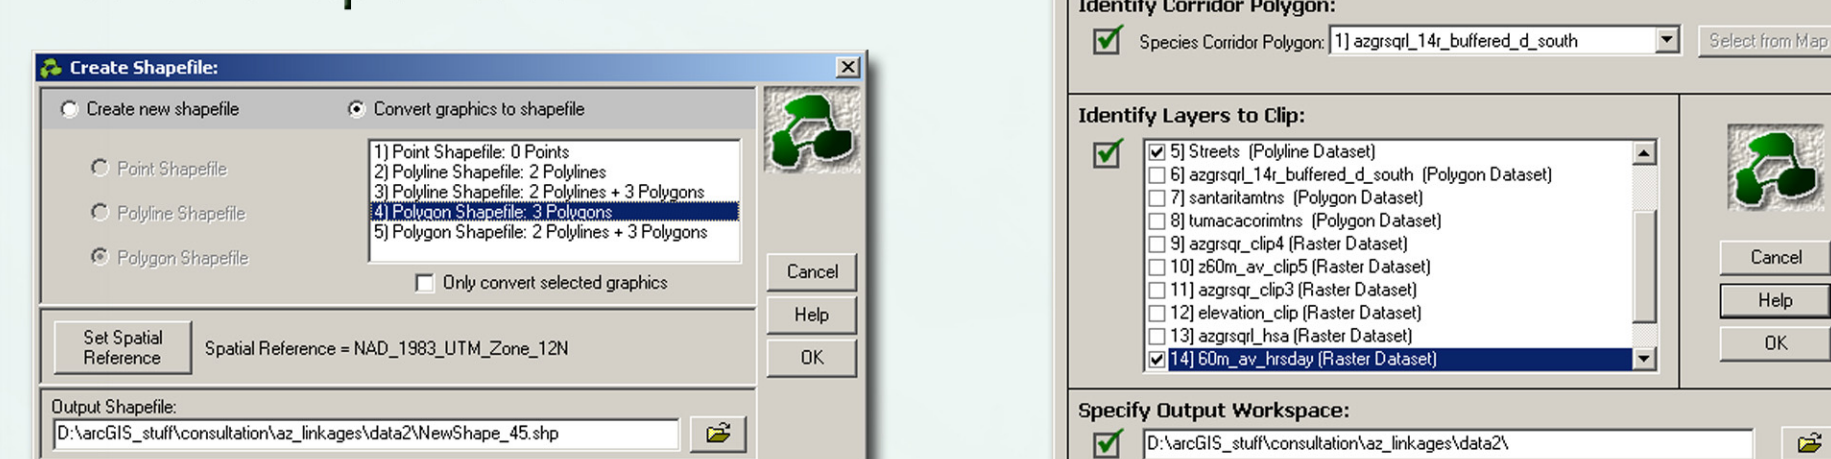 Create Shapefile:
Create new shapefile
Convert graphics to shapefile
Point Shapefile
Polyline Shapefile
Polygon Shapefile
1) Point Shapefile: 0 Points
2) Polyline Shapefile: 2 Polylines
3) Polyline Shapefile: 2 Polylines + 3 Polygons
4) Polygon Shapefile: 3 Polygons
5) Polygon Shapefile: 2 Polylines + 3 Polygons
Only convert selected graphics
Cancel
Help
OK
Set Spatial
Reference
Spatial Reference = NAD_1983_UTM_Zone_12N
Output Shapefile:
D:\arcGIS_stuff\consultation\az_linkages\data2\NewShape_45.shp
Identify Corridor Polygon:
Species Corridor Polygon: 1] azgrsqrl_14r_buffered_d_south
Select from Map
Identify Layers to Clip:
5] Streets (Polyline Dataset)
6] azgrsqrl_14r_buffered_d_south (Polygon Dataset)
7] santaritamtns (Polygon Dataset)
8] tumacacorimtns (Polygon Dataset)
9] azgrsqr_clip4 (Raster Dataset)
10] z60m_av_clip5 (Raster Dataset)
11] azgrsqr_clip3 (Raster Dataset)
12] elevation_clip (Raster Dataset)
13] azgrsqrl_hsa (Raster Dataset)
14] 60m_av_hrsday (Raster Dataset)
Cancel
Help
OK
Specify Output Workspace:
D:\arcGIS_stuff\consultation\az_linkages\data2\